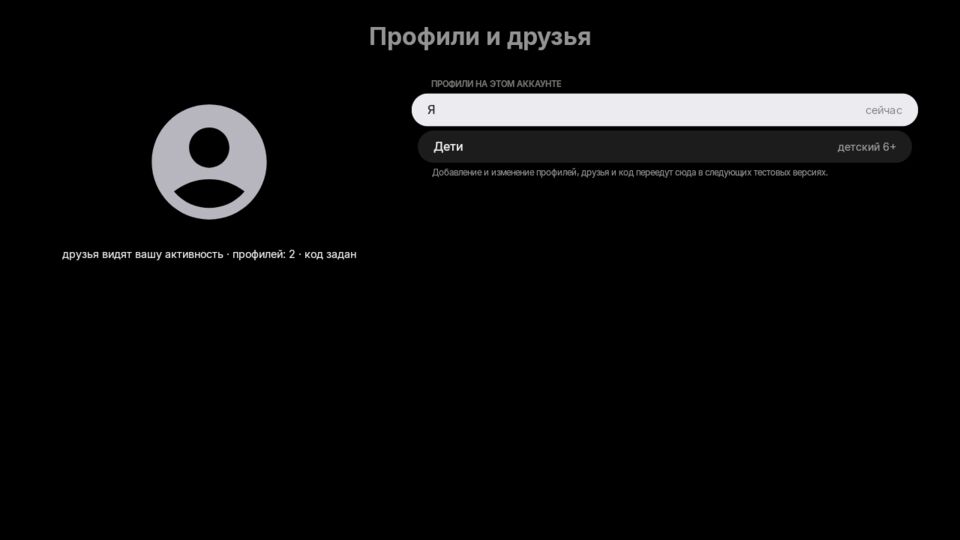 Профили и друзья
ПРОФИЛИ НА ЭТОМ АККАУНТЕ
Я сейчас
Дети детский 6+
Добавление и изменение профилей, друзья и код переедут сюда в следующих тестовых версиях.
друзья видят вашу активность · профилей: 2 · код задан